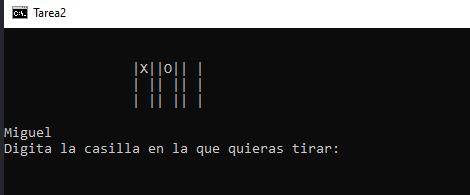 Tarea2
|X||O|| |
| || || |
| || || |
Miguel
Digita la casilla en la que quieras tirar: